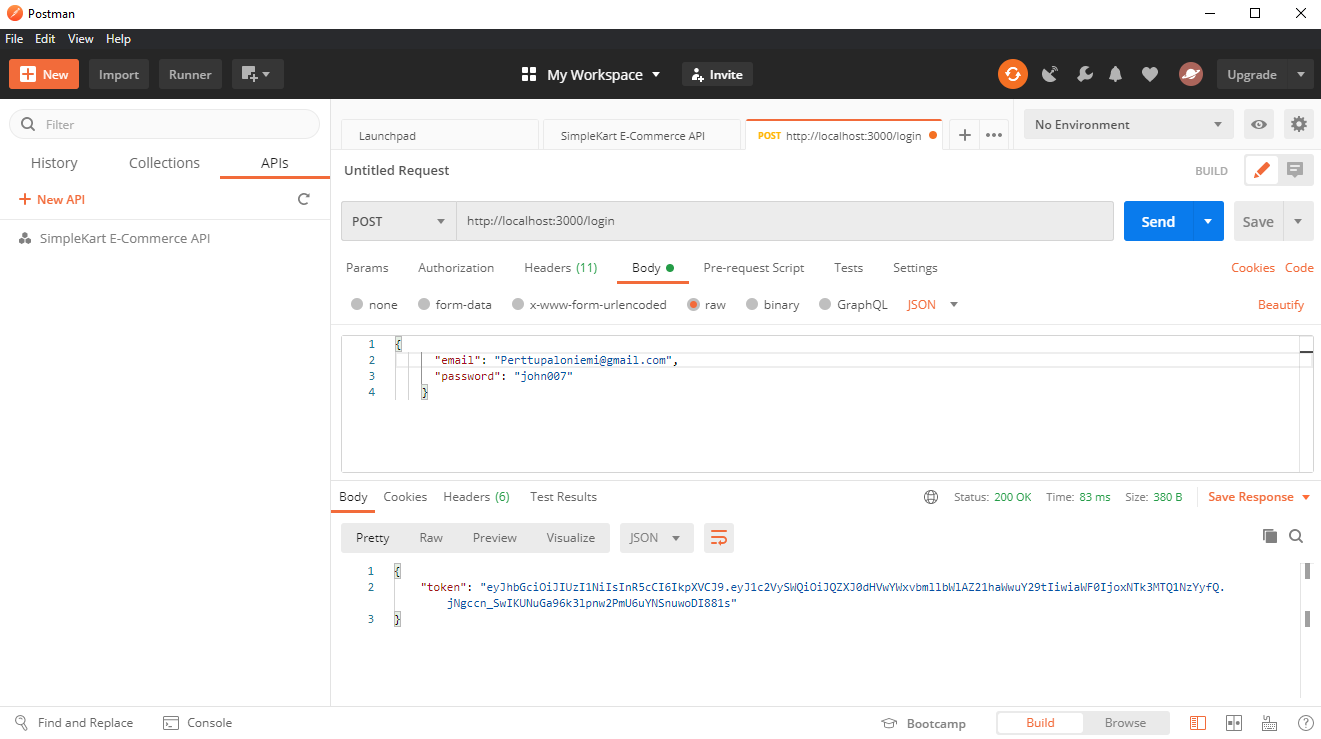 Postman
File Edit View Help
New Import Runner My Workspace Invite Upgrade
Filter
History Collections APIs
New API
SimpleKart E-Commerce API
Launchpad SimpleKart E-Commerce API POST http://localhost:3000/login No Environment
Untitled Request BUILD
POST http://localhost:3000/login Send Save
Params Authorization Headers (11) Body Pre-request Script Tests Settings Cookies Code
none form-data x-www-form-urlencoded raw binary GraphQL JSON Beautify
1 {
2 "email": "Perttupaloniemi@gmail.com",
3 "password": "john007"
4 }
Body Cookies Headers (6) Test Results Status: 200 OK Time: 83 ms Size: 380 B Save Response
Pretty Raw Preview Visualize JSON
1 {
2 "token": "eyJhbGciOiJIUzI1NiIsInR5cCI6IkpXVCJ9.eyJ1c2VySWQiOiJQZXJ0dHVwYWxvbmllbWlAZ21haWwuY29tIiwiaWF0IjoxNTk3MTQ1NzYyfQ.
jNgccn_SwIKUNuGa96k3lpnw2PmU6uYNSnuwoDI881s"
3 }
Find and Replace Console Bootcamp Build Browse